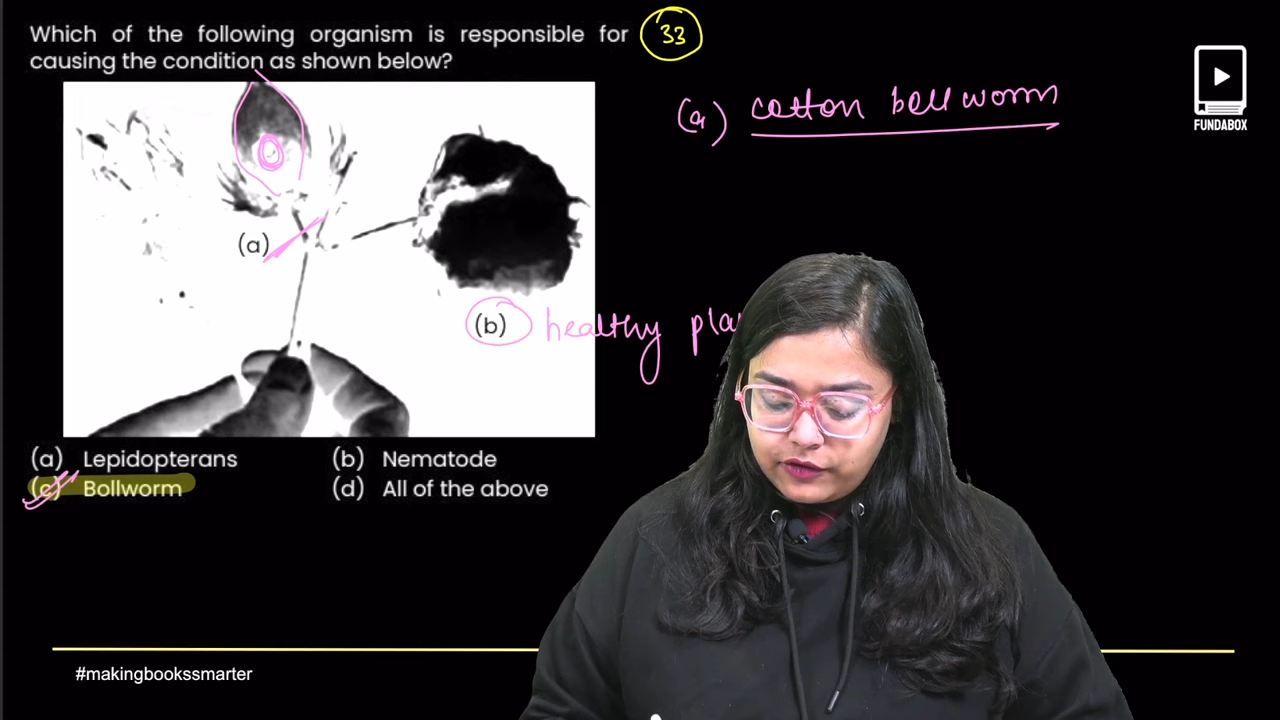 Which of the following organism is responsible for
causing the condition as shown below?
33
FUNDABOX
(a) cotton bollworm
(a)
(b) healthy
(a) Lepidopterans (b) Nematode
(c) Bollworm (d) All of the above
#makingbookssmarter